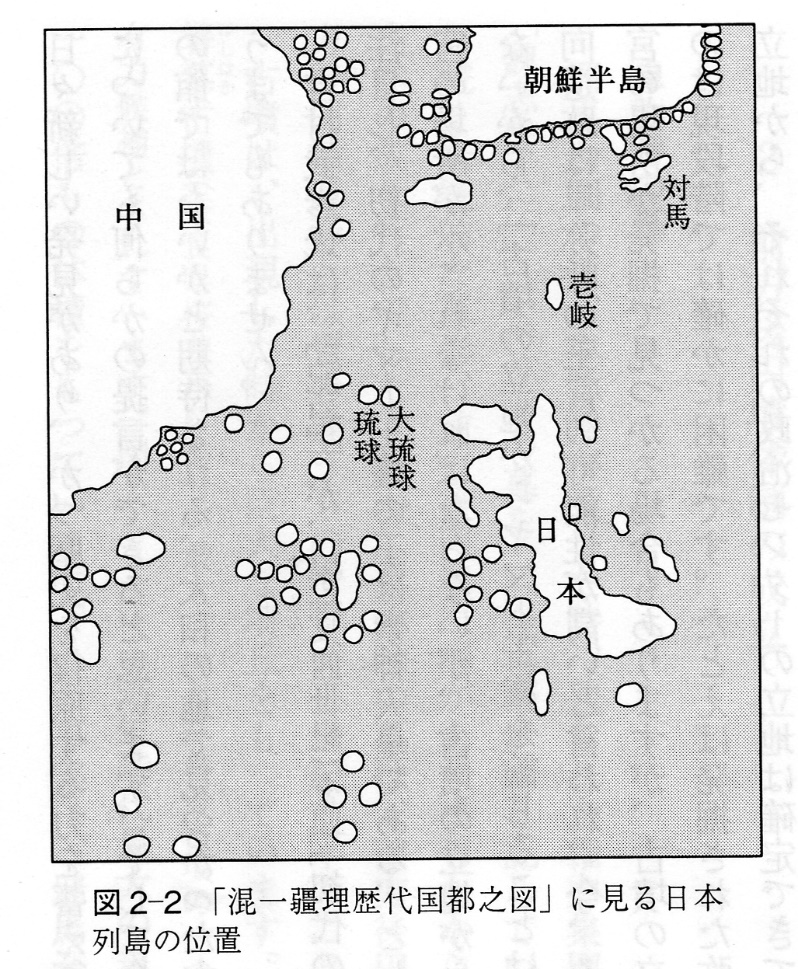 朝鮮半島
対馬
中国
壱岐
大琉球
琉球
日本
図2-2 「混一疆理歴代国都之図」に見る日本
列島の位置